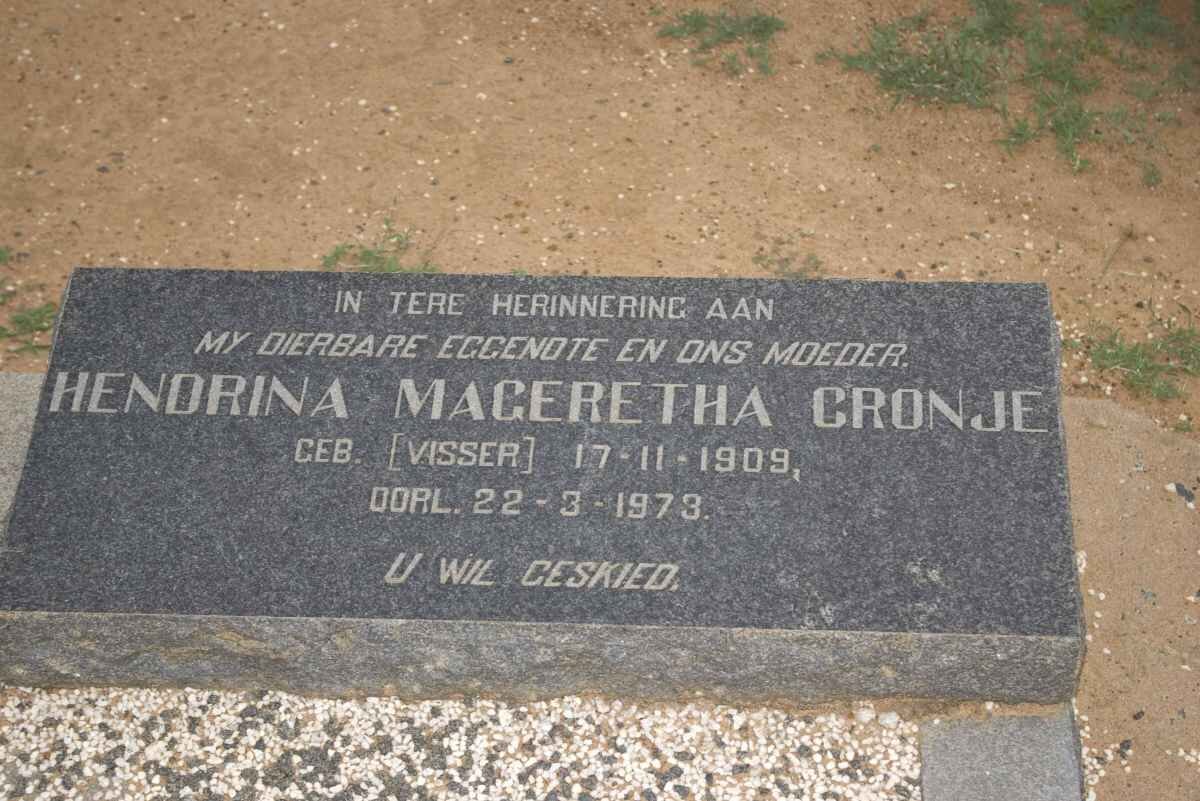 IN TERE HERINNERING AAN
MY DIERBARE EGGENOTE EN ONS MOEDER.
HENDRINA MAGERETHA CRONJE
GEB. [VISSER] 17-11-1909,
OORL. 22-3-1973.
U WIL GESKIED.